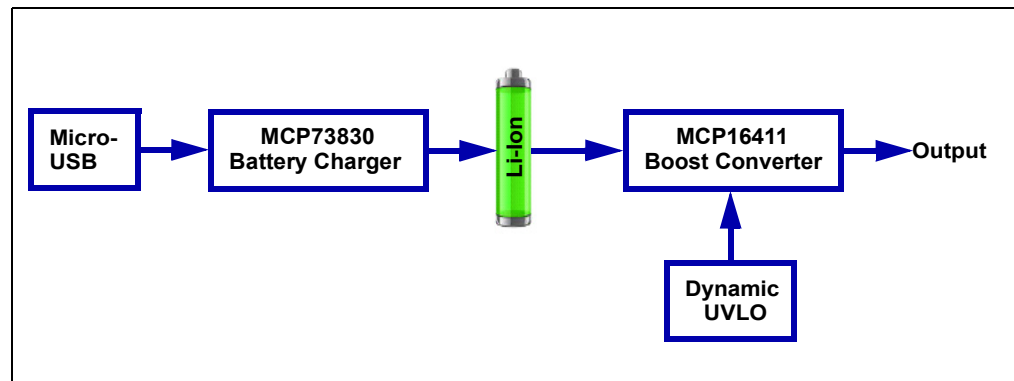 Micro-
USB
MCP73830
Battery Charger
Li-Ion
MCP16411
Boost Converter
Output
Dynamic
UVLO